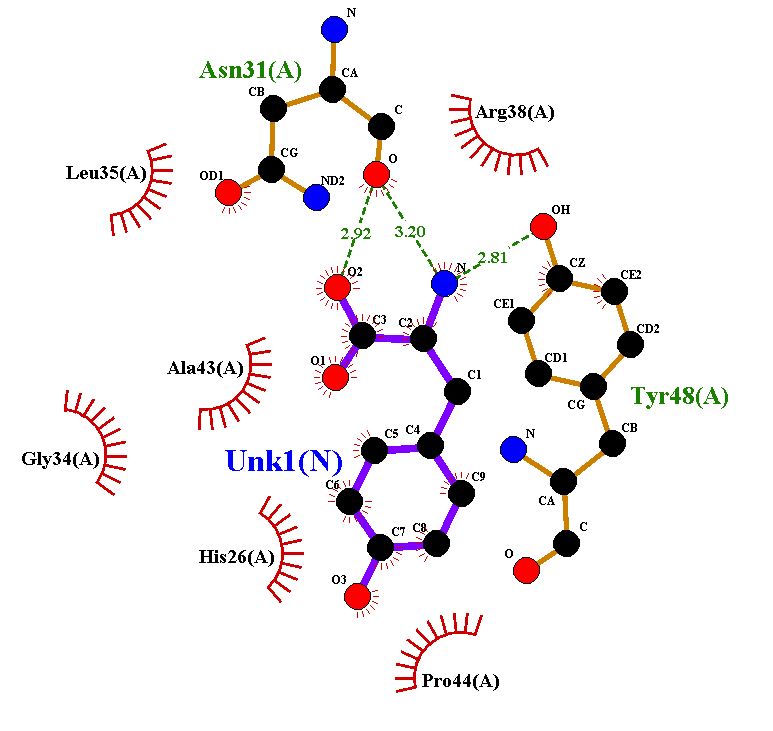 N
Asn31(A)
CA
CB
Arg38(A)
C
CG
O
Leu35(A)
OD1
ND2
OH
2.92
3.20
2.81
O2
N
CZ
CE2
CE1
C3
C2
CD2
O1
CD1
Ala43(A)
C1
CG
Tyr48(A)
C5
C4
N
CB
Gly34(A)
Unk1(N)
C6
C9
CA
C7
C8
C
His26(A)
O
O3
Pro44(A)